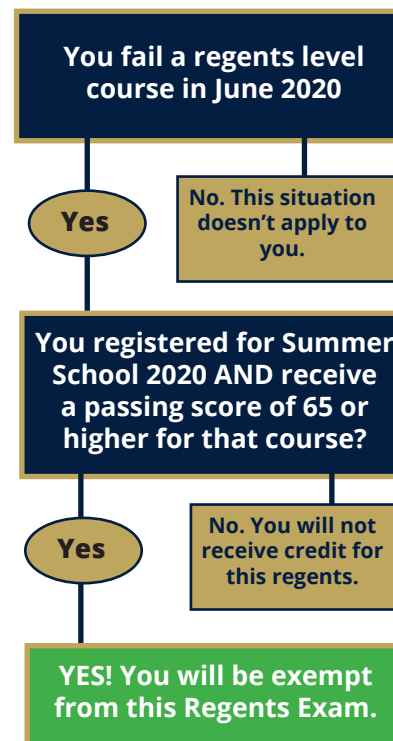 You fail a regents level
course in June 2020
Yes
No. This situation
doesn't apply to
you.
You registered for Summer
School 2020 AND receive
a passing score of 65 or
higher for that course?
Yes
No. You will not
receive credit for
this regents.
YES! You will be exempt
from this Regents Exam.